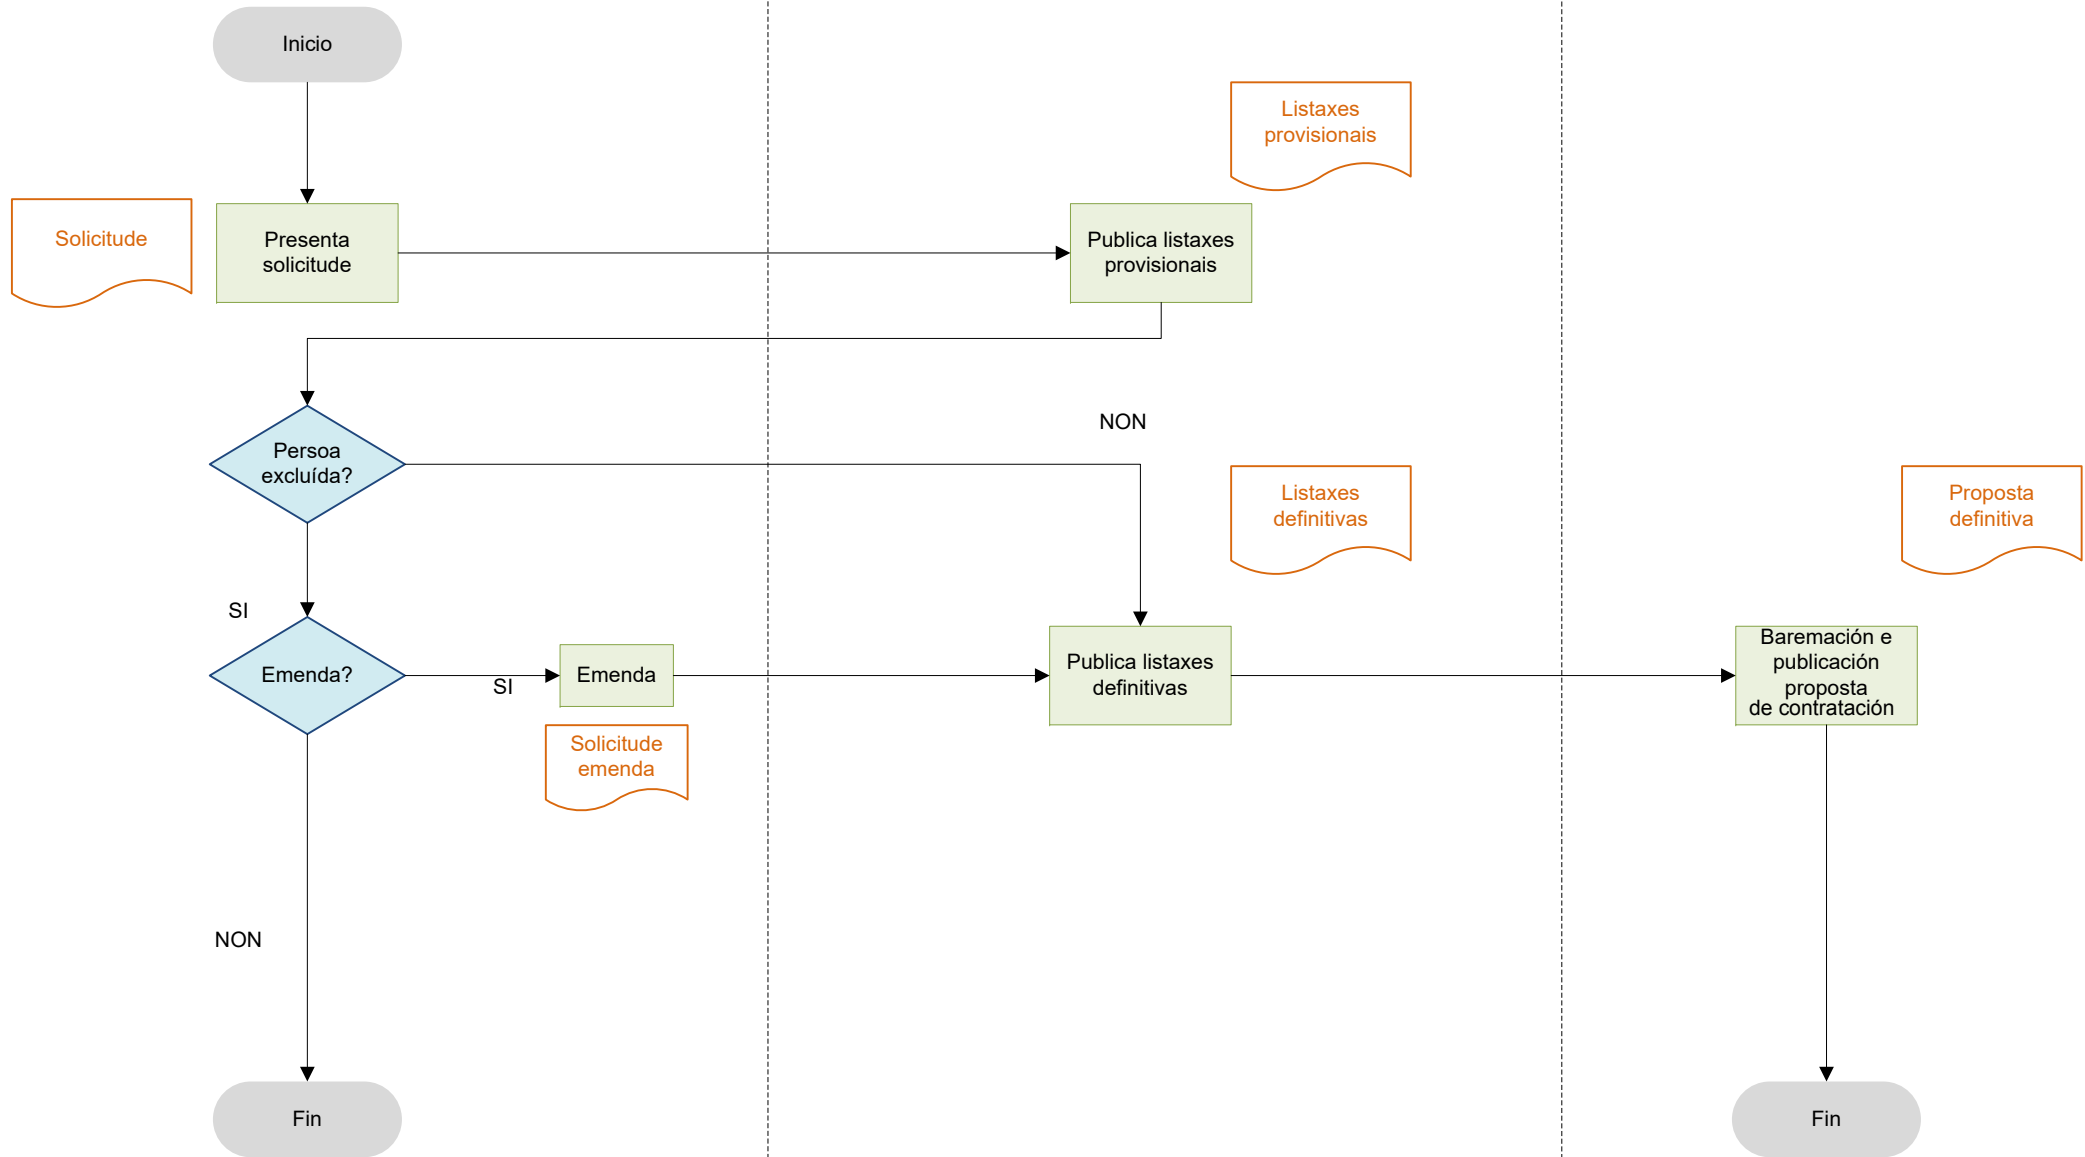 Inicio
Listaxes
provisionais
Solicitude
Presenta
solicitude
Publica listaxes
provisionais
NON
Persoa
excluída?
Listaxes
definitivas
Proposta
definitiva
SI
Emenda?
SI
Emenda
Publica listaxes
definitivas
Baremación e
publicación
proposta
de contratación
Solicitude
emenda
NON
Fin
Fin